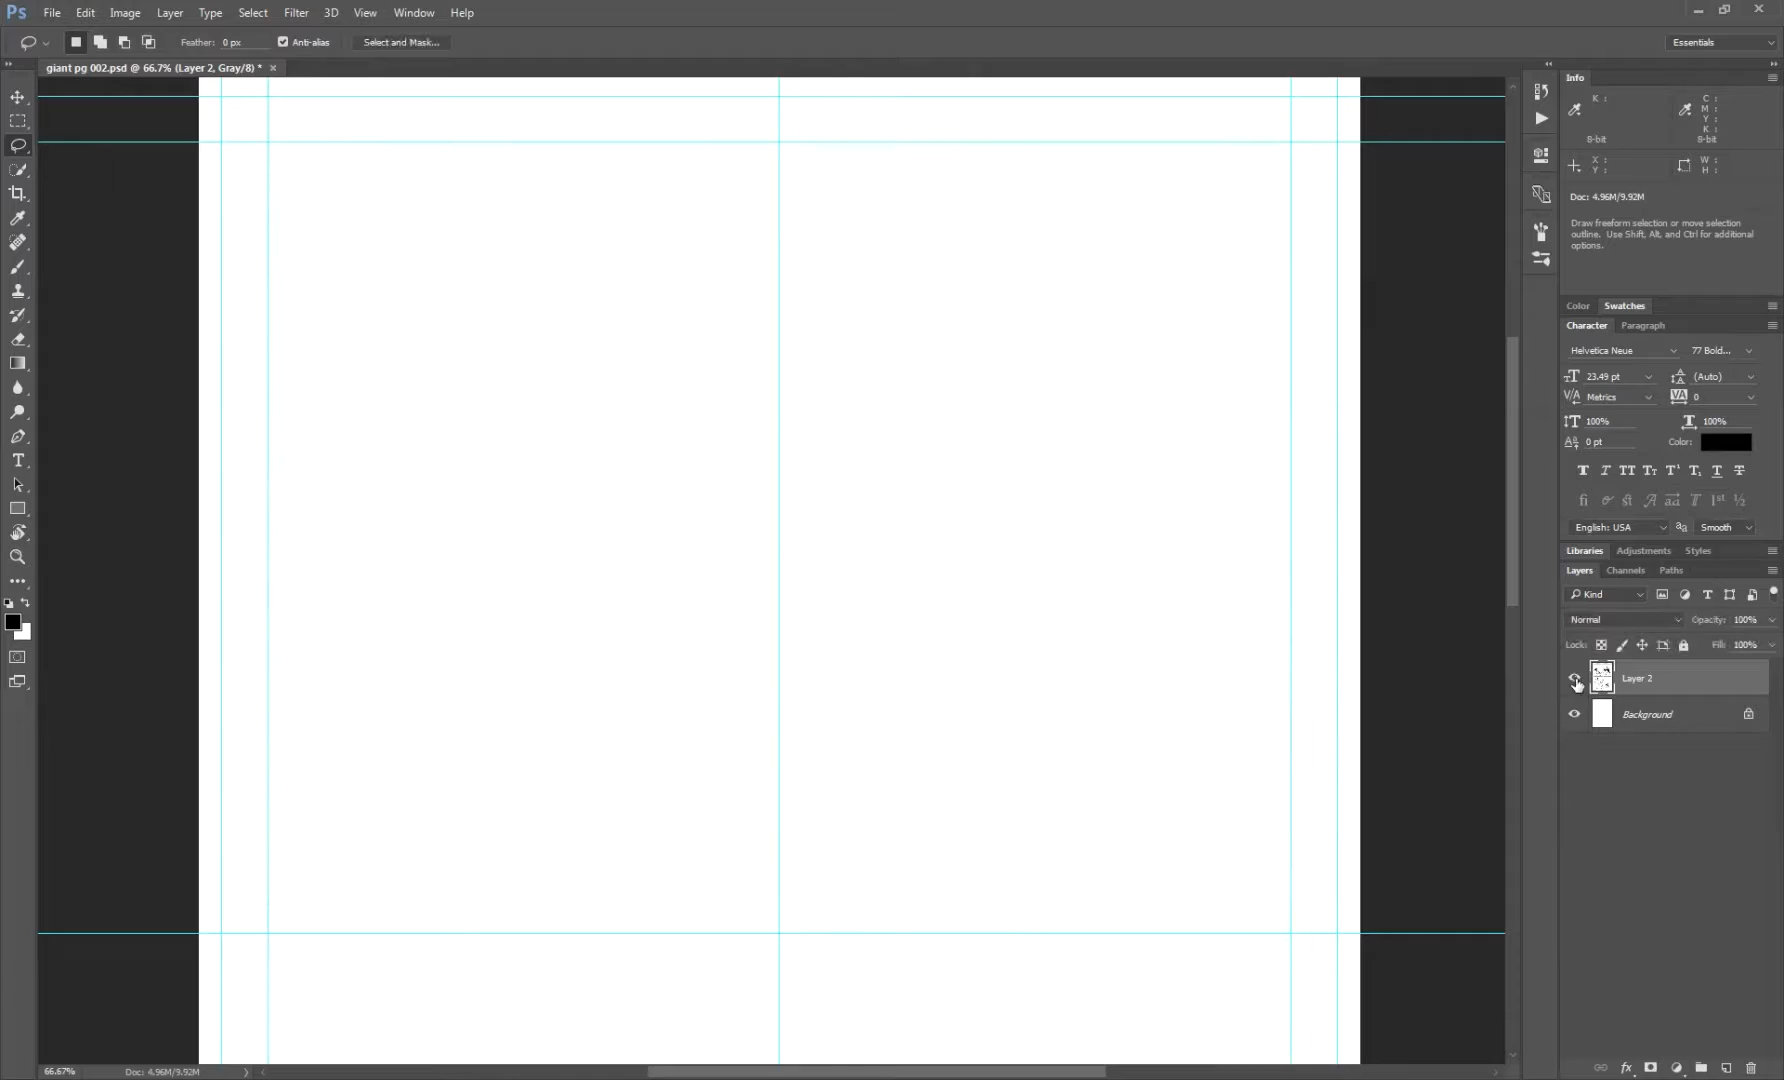 Ps File Edit Image Layer Type Select Filter 3D View Window Help
Feather: 0 px Anti-alias Select and Mask... Essentials
giant pg 002.psd @ 66.7% (Layer 2, Gray/8) * ×
Info
K : C :
M :
Y :
K :
8-bit 8-bit
X : W :
Y : H :
Doc: 4.96M/9.92M
Draw freeform selection or move selection
outline. Use Shift, Alt, and Ctrl for additional
options.
Color Swatches
Character Paragraph
Helvetica Neue 77 Bold...
23.49 pt (Auto)
Metrics 0
100% 100%
0 pt Color:
English: USA Smooth
Libraries Adjustments Styles
Layers Channels Paths
Kind
Normal Opacity: 100%
Lock: Fill: 100%
Layer 2
Background
66.67% Doc: 4.96M/9.92M